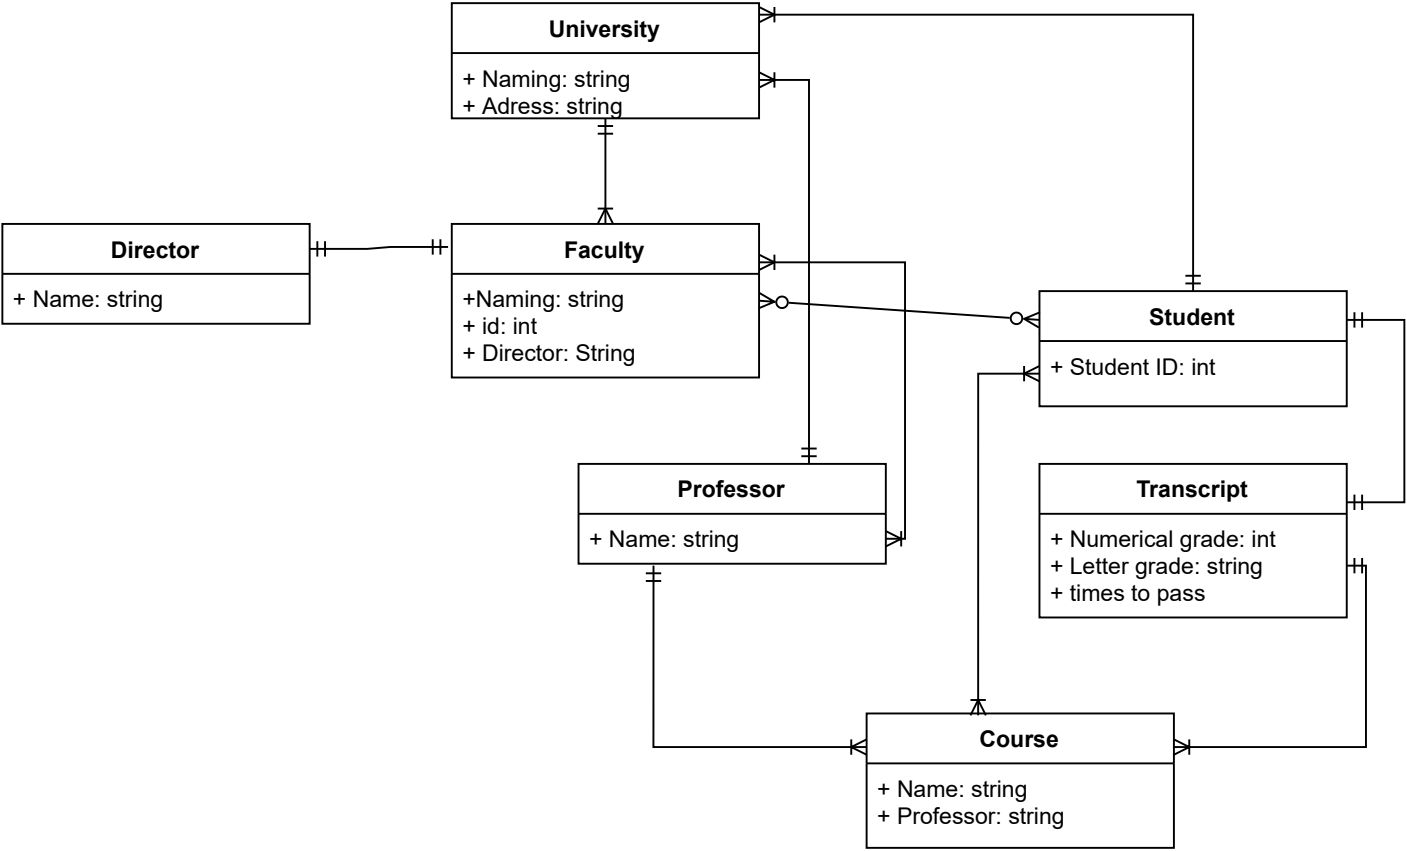 University
+ Naming: string
+ Adress: string
Director
+ Name: string
Faculty
+Naming: string
+ id: int
+ Director: String
Student
+ Student ID: int
Professor
+ Name: string
Transcript
+ Numerical grade: int
+ Letter grade: string
+ times to pass
Course
+ Name: string
+ Professor: string